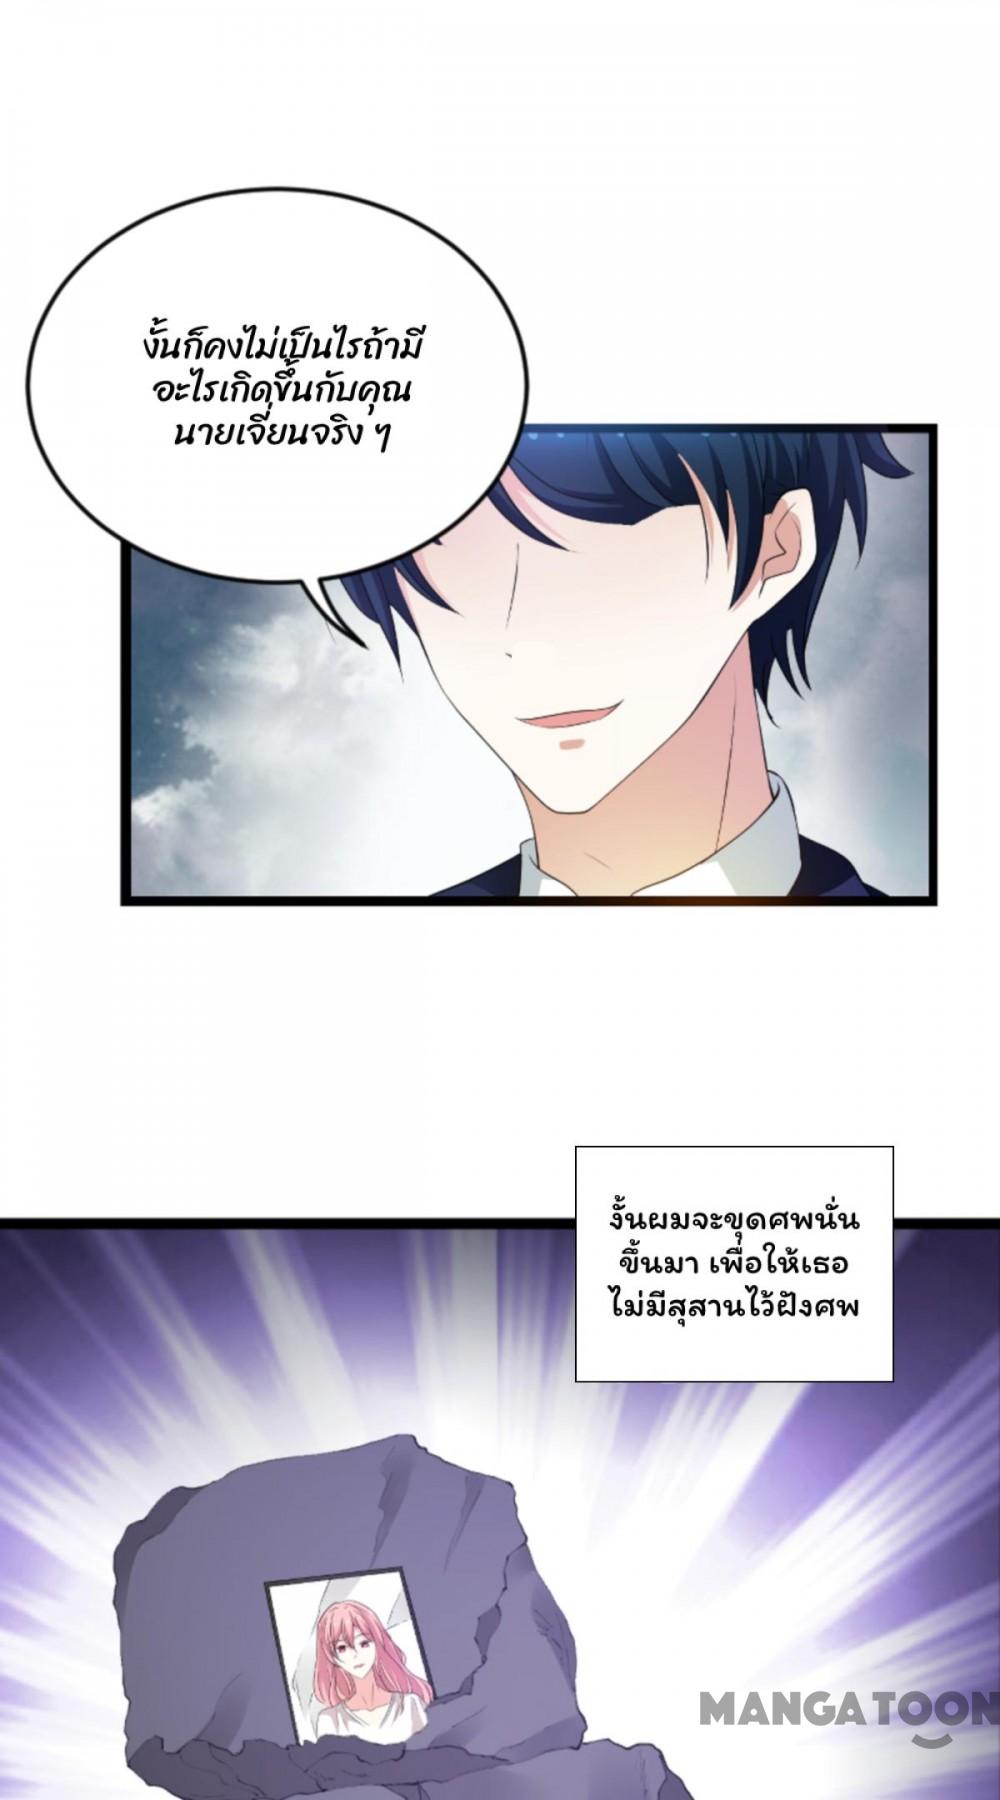 งั้นก็คงไม่เป็นไรถ้ามี
อะไรเกิดขึ้นกับคุณ
นายเจี่ยนจริง ๆ
งั้นผมจะขุดศพนั่น
ขึ้นมา เพื่อให้เธอ
ไม่มีสุสานไว้ฝังศพ
MANGATOON